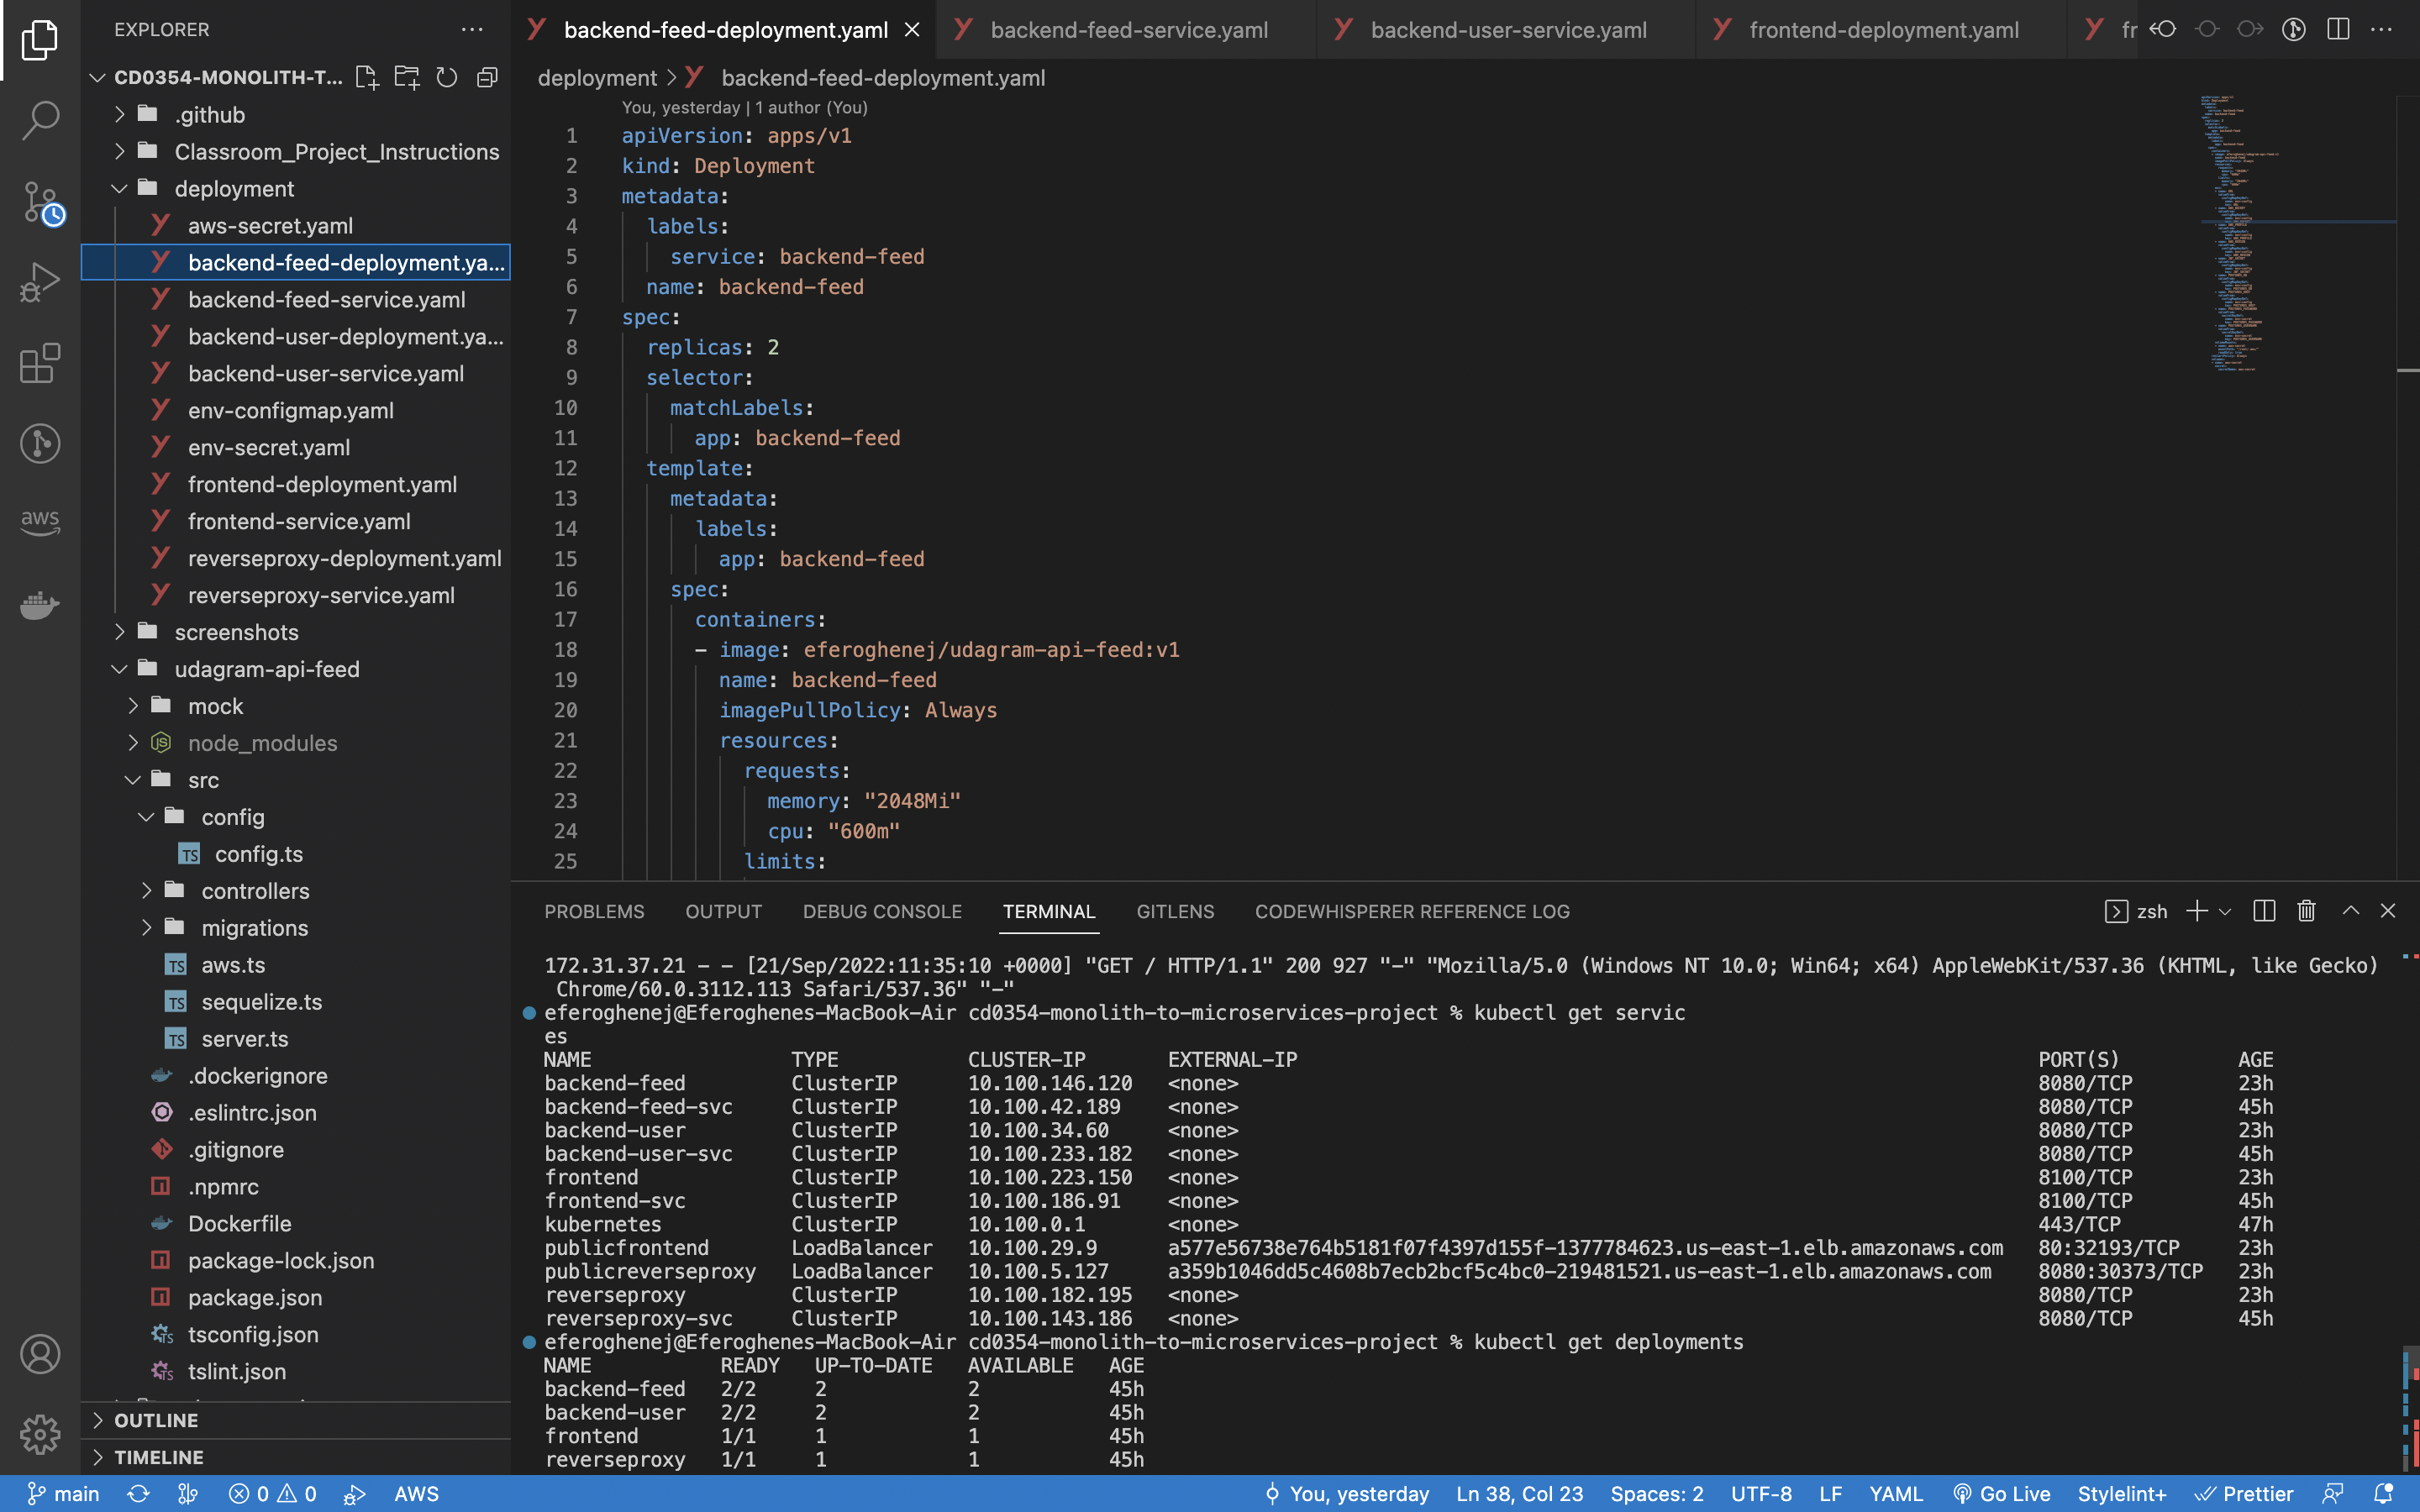 EXPLORER
CD0354-MONOLITH-T...
.github
Classroom_Project_Instructions
deployment
aws-secret.yaml
backend-feed-deployment.ya...
backend-feed-service.yaml
backend-user-deployment.ya...
backend-user-service.yaml
env-configmap.yaml
env-secret.yaml
frontend-deployment.yaml
frontend-service.yaml
reverseproxy-deployment.yaml
reverseproxy-service.yaml
screenshots
udagram-api-feed
mock
node_modules
src
config
TS config.ts
controllers
migrations
TS aws.ts
TS sequelize.ts
TS server.ts
.dockerignore
.eslintrc.json
.gitignore
.npmrc
Dockerfile
package-lock.json
package.json
tsconfig.json
tslint.json
OUTLINE
TIMELINE
aws
backend-feed-deployment.yaml
backend-feed-service.yaml
backend-user-service.yaml
frontend-deployment.yaml
fr
deployment > backend-feed-deployment.yaml
You, yesterday | 1 author (You)
1 apiVersion: apps/v1
2 kind: Deployment
3 metadata:
4 labels:
5 service: backend-feed
6 name: backend-feed
7 spec:
8 replicas: 2
9 selector:
10 matchLabels:
11 app: backend-feed
12 template:
13 metadata:
14 labels:
15 app: backend-feed
16 spec:
17 containers:
18 - image: eferoghenej/udagram-api-feed:v1
19 name: backend-feed
20 imagePullPolicy: Always
21 resources:
22 requests:
23 memory: "2048Mi"
24 cpu: "600m"
25 limits:
PROBLEMS OUTPUT DEBUG CONSOLE TERMINAL GITLENS CODEWHISPERER REFERENCE LOG
zsh
172.31.37.21 - - [21/Sep/2022:11:35:10 +0000] "GET / HTTP/1.1" 200 927 "-" "Mozilla/5.0 (Windows NT 10.0; Win64; x64) AppleWebKit/537.36 (KHTML, like Gecko)
Chrome/60.0.3112.113 Safari/537.36" "-"
eferoghenej@Eferoghenes-MacBook-Air cd0354-monolith-to-microservices-project % kubectl get servic
es
NAME TYPE CLUSTER-IP EXTERNAL-IP PORT(S) AGE
backend-feed ClusterIP 10.100.146.120 <none> 8080/TCP 23h
backend-feed-svc ClusterIP 10.100.42.189 <none> 8080/TCP 45h
backend-user ClusterIP 10.100.34.60 <none> 8080/TCP 23h
backend-user-svc ClusterIP 10.100.233.182 <none> 8080/TCP 45h
frontend ClusterIP 10.100.223.150 <none> 8100/TCP 23h
frontend-svc ClusterIP 10.100.186.91 <none> 8100/TCP 45h
kubernetes ClusterIP 10.100.0.1 <none> 443/TCP 47h
publicfrontend LoadBalancer 10.100.29.9 a577e56738e764b5181f07f4397d155f-1377784623.us-east-1.elb.amazonaws.com 80:32193/TCP 23h
publicreverseproxy LoadBalancer 10.100.5.127 a359b1046dd5c4608b7ecb2bcf5c4bc0-219481521.us-east-1.elb.amazonaws.com 8080:30373/TCP 23h
reverseproxy ClusterIP 10.100.182.195 <none> 8080/TCP 23h
reverseproxy-svc ClusterIP 10.100.143.186 <none> 8080/TCP 45h
eferoghenej@Eferoghenes-MacBook-Air cd0354-monolith-to-microservices-project % kubectl get deployments
NAME READY UP-TO-DATE AVAILABLE AGE
backend-feed 2/2 2 2 45h
backend-user 2/2 2 2 45h
frontend 1/1 1 1 45h
reverseproxy 1/1 1 1 45h
main 0 0 AWS You, yesterday Ln 38, Col 23 Spaces: 2 UTF-8 LF YAML Go Live Stylelint+ Prettier